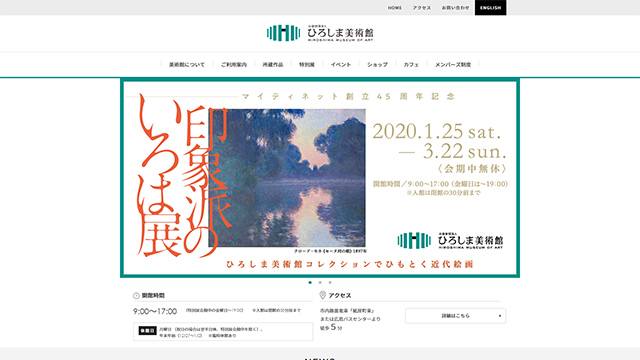 HOME アクセス お問い合わせ ENGLISH
公益財団法人
ひろしま美術館
HIROSHIMA MUSEUM OF ART
美術館について ご利用案内 所蔵作品 特別展 イベント ショップ カフェ メンバーズ制度
マイティネット創立45周年記念
印象派の
いろは展
2020.1.25 sat.
— 3.22 sun.
〈会期中無休〉
開館時間／9:00~17:00 (金曜日は~19:00)
※入館は閉館の30分前まで
クロード・モネ《セーヌ河の朝》1897年
公益財団法人
ひろしま美術館
HIROSHIMA MUSEUM OF ART
ひろしま美術館コレクションでひもとく近代絵画
開館時間
9:00〜17:00 (特別展会期中の金曜日〜19:00) ※入館は閉館の30分前まで
休館日 月曜日 (祝日の場合は翌平日休、特別展会期中を除く)、
年末年始 ※臨時休館あり
アクセス
市内路面電車「紙屋町東」
または広島バスセンターより
徒歩 5 分
詳細はこちら
NEWS